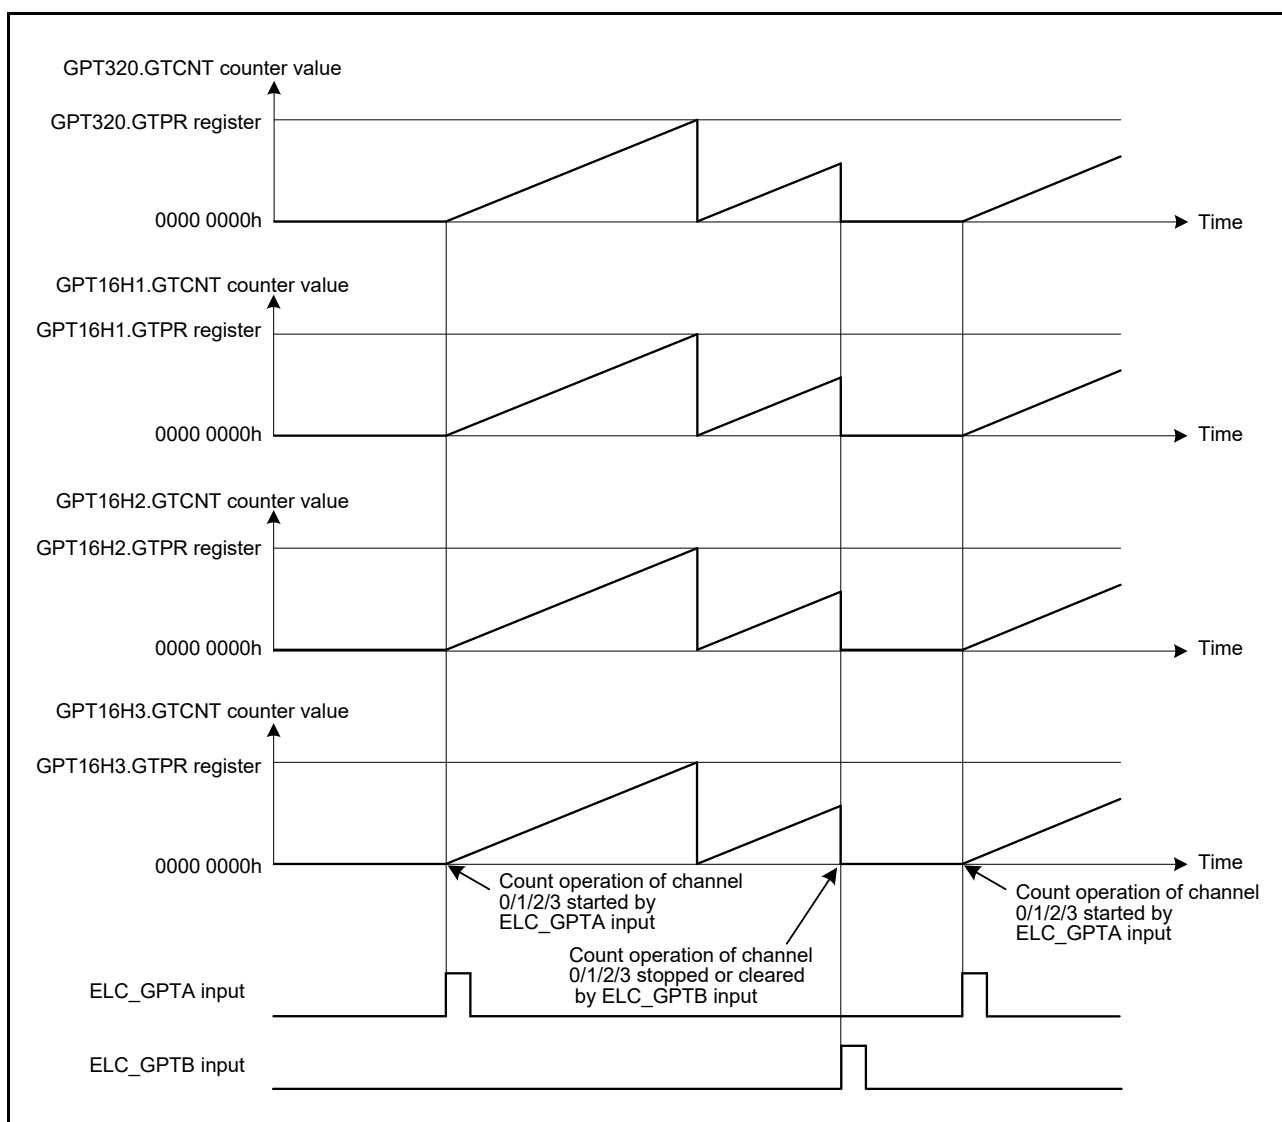 GPT320.GTCNT counter value
GPT320.GTPR register
0000 0000h
Time
GPT16H1.GTCNT counter value
GPT16H1.GTPR register
0000 0000h
Time
GPT16H2.GTCNT counter value
GPT16H2.GTPR register
0000 0000h
Time
GPT16H3.GTCNT counter value
GPT16H3.GTPR register
0000 0000h
Time
Count operation of channel
0/1/2/3 started by
ELC_GPTA input
Count operation of channel
0/1/2/3 stopped or cleared
by ELC_GPTB input
Count operation of channel
0/1/2/3 started by
ELC_GPTA input
ELC_GPTA input
ELC_GPTB input